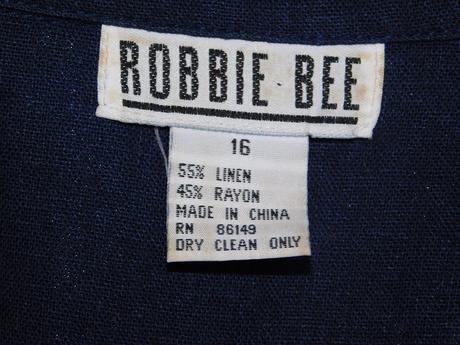 ROBBIE BEE
16
55% LINEN
45% RAYON
MADE IN CHINA
RN 86149
DRY CLEAN ONLY